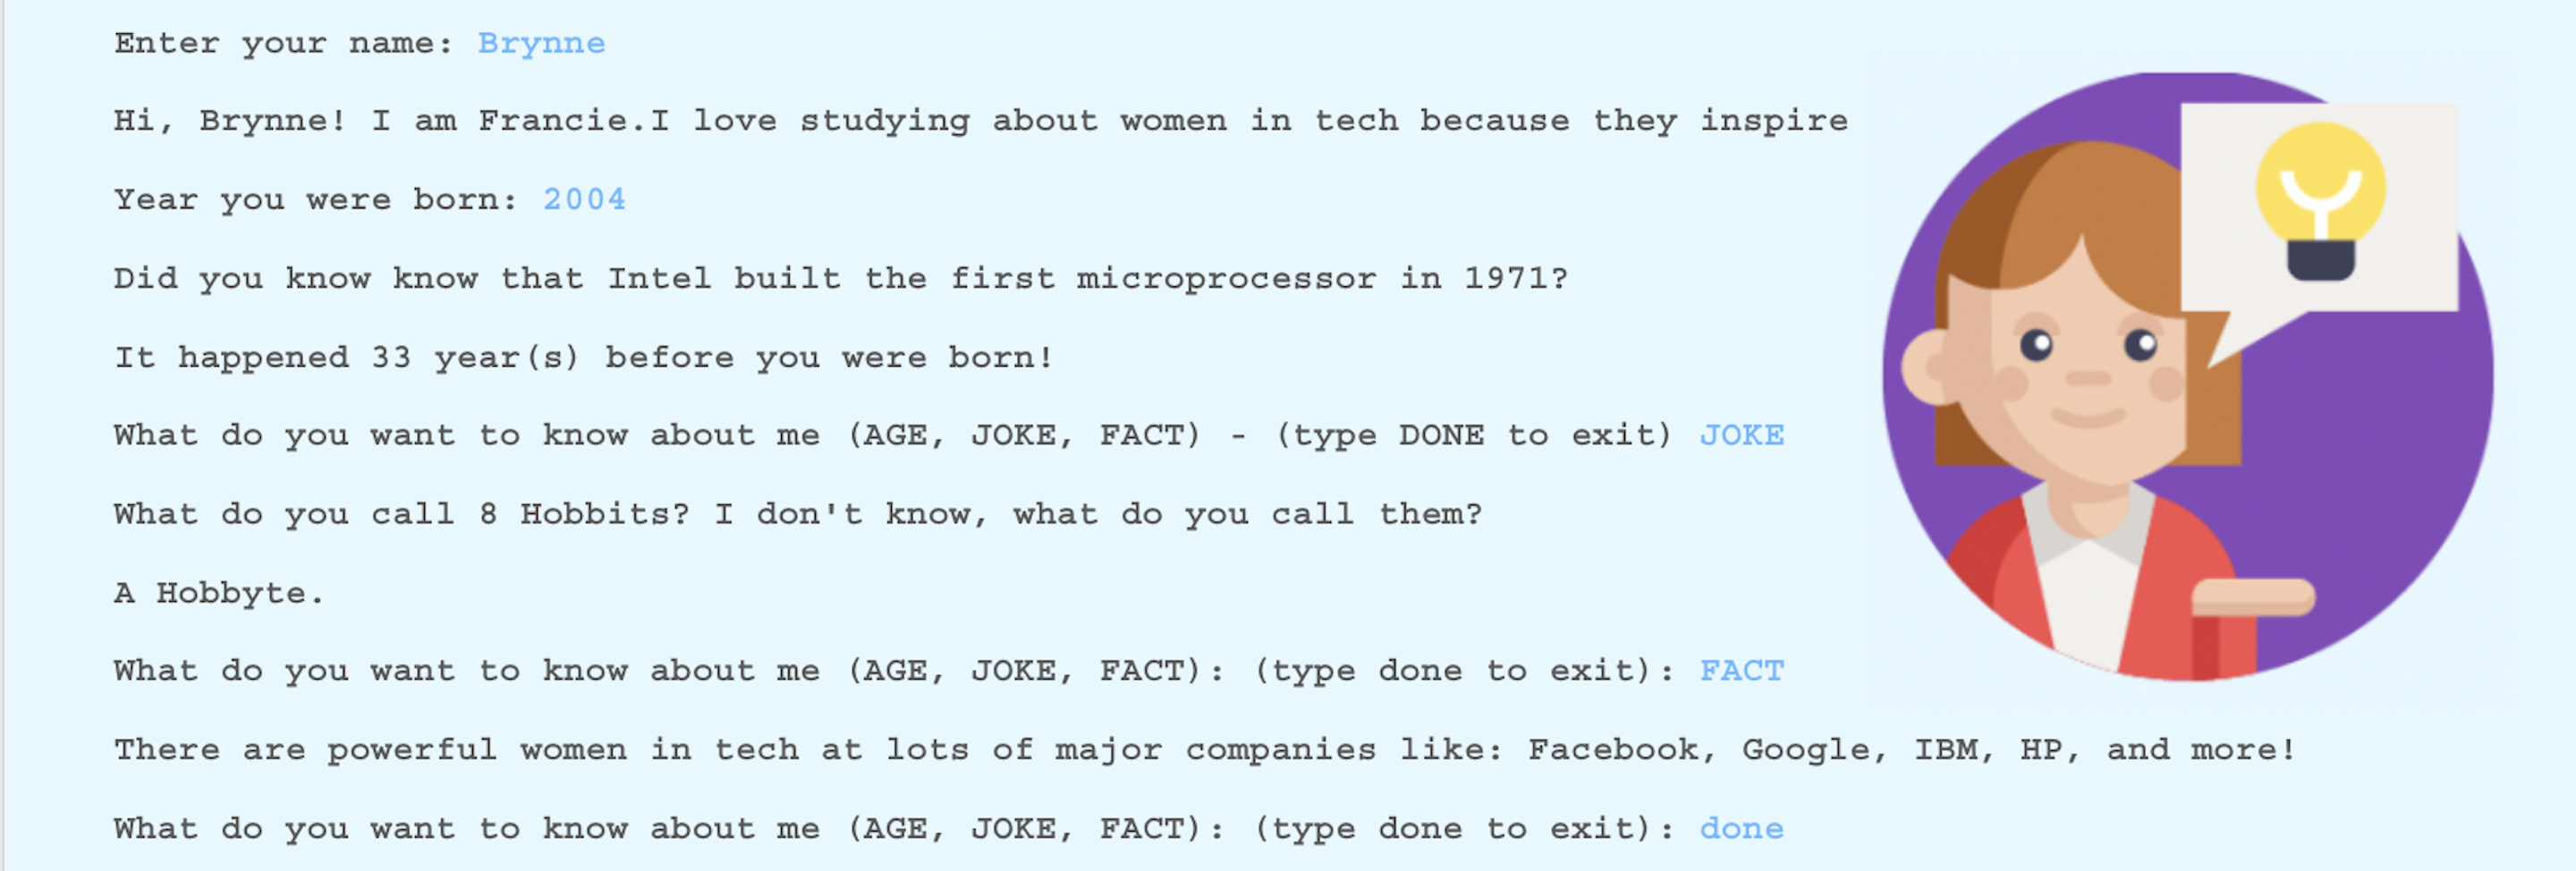 Enter your name: Brynne
Hi, Brynne! I am Francie.I love studying about women in tech because they inspire
Year you were born: 2004
Did you know know that Intel built the first microprocessor in 1971?
It happened 33 year(s) before you were born!
What do you want to know about me (AGE, JOKE, FACT) - (type DONE to exit) JOKE
What do you call 8 Hobbits? I don't know, what do you call them?
A Hobbyte.
What do you want to know about me (AGE, JOKE, FACT): (type done to exit): FACT
There are powerful women in tech at lots of major companies like: Facebook, Google, IBM, HP, and more!
What do you want to know about me (AGE, JOKE, FACT): (type done to exit): done